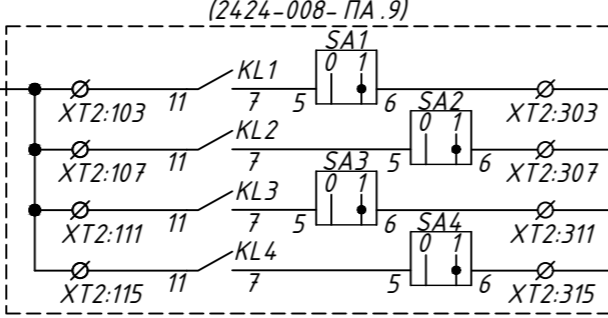 (2424-008- ПА .9)
SA1
0 1
KL1
XT2:103 11 7 5 6 XT2:303
SA2
0 1
KL2
XT2:107 11 7 5 6 XT2:307
SA3
0 1
KL3
XT2:111 11 7 5 6 XT2:311
SA4
0 1
KL4
XT2:115 11 7 5 6 XT2:315